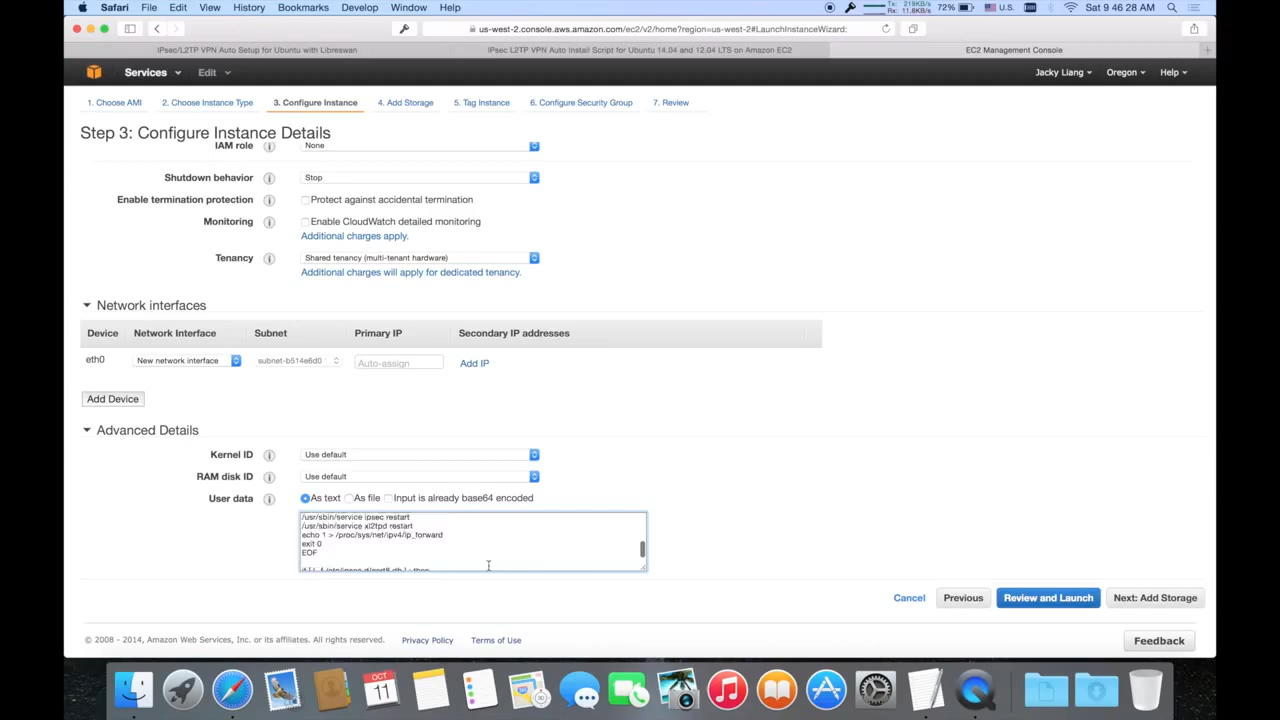 Safari File Edit View History Bookmarks Develop Window Help Tx: 219KB/s Rx: 11.8KB/s 72% U.S. Sat 9:46:28 AM
us-west-2.console.aws.amazon.com/ec2/v2/home?region=us-west-2#LaunchInstanceWizard:
IPsec/L2TP VPN Auto Setup for Ubuntu with Libreswan IPsec L2TP VPN Auto Install Script for Ubuntu 14.04 and 12.04 LTS on Amazon EC2 EC2 Management Console
Services Edit Jacky Liang Oregon Help
1. Choose AMI 2. Choose Instance Type 3. Configure Instance 4. Add Storage 5. Tag Instance 6. Configure Security Group 7. Review
Step 3: Configure Instance Details
IAM role None
Shutdown behavior Stop
Enable termination protection Protect against accidental termination
Monitoring Enable CloudWatch detailed monitoring
Additional charges apply.
Tenancy Shared tenancy (multi-tenant hardware)
Additional charges will apply for dedicated tenancy.
Network interfaces
Device Network Interface Subnet Primary IP Secondary IP addresses
eth0 New network interface subnet-b514e6d0 Auto-assign Add IP
Add Device
Advanced Details
Kernel ID Use default
RAM disk ID Use default
User data As text As file Input is already base64 encoded
/usr/sbin/service ipsec restart
/usr/sbin/service xl2tpd restart
echo 1 > /proc/sys/net/ipv4/ip_forward
exit 0
EOF
Cancel Previous Review and Launch Next: Add Storage
© 2008 - 2014, Amazon Web Services, Inc. or its affiliates. All rights reserved. Privacy Policy Terms of Use Feedback
OCT
11